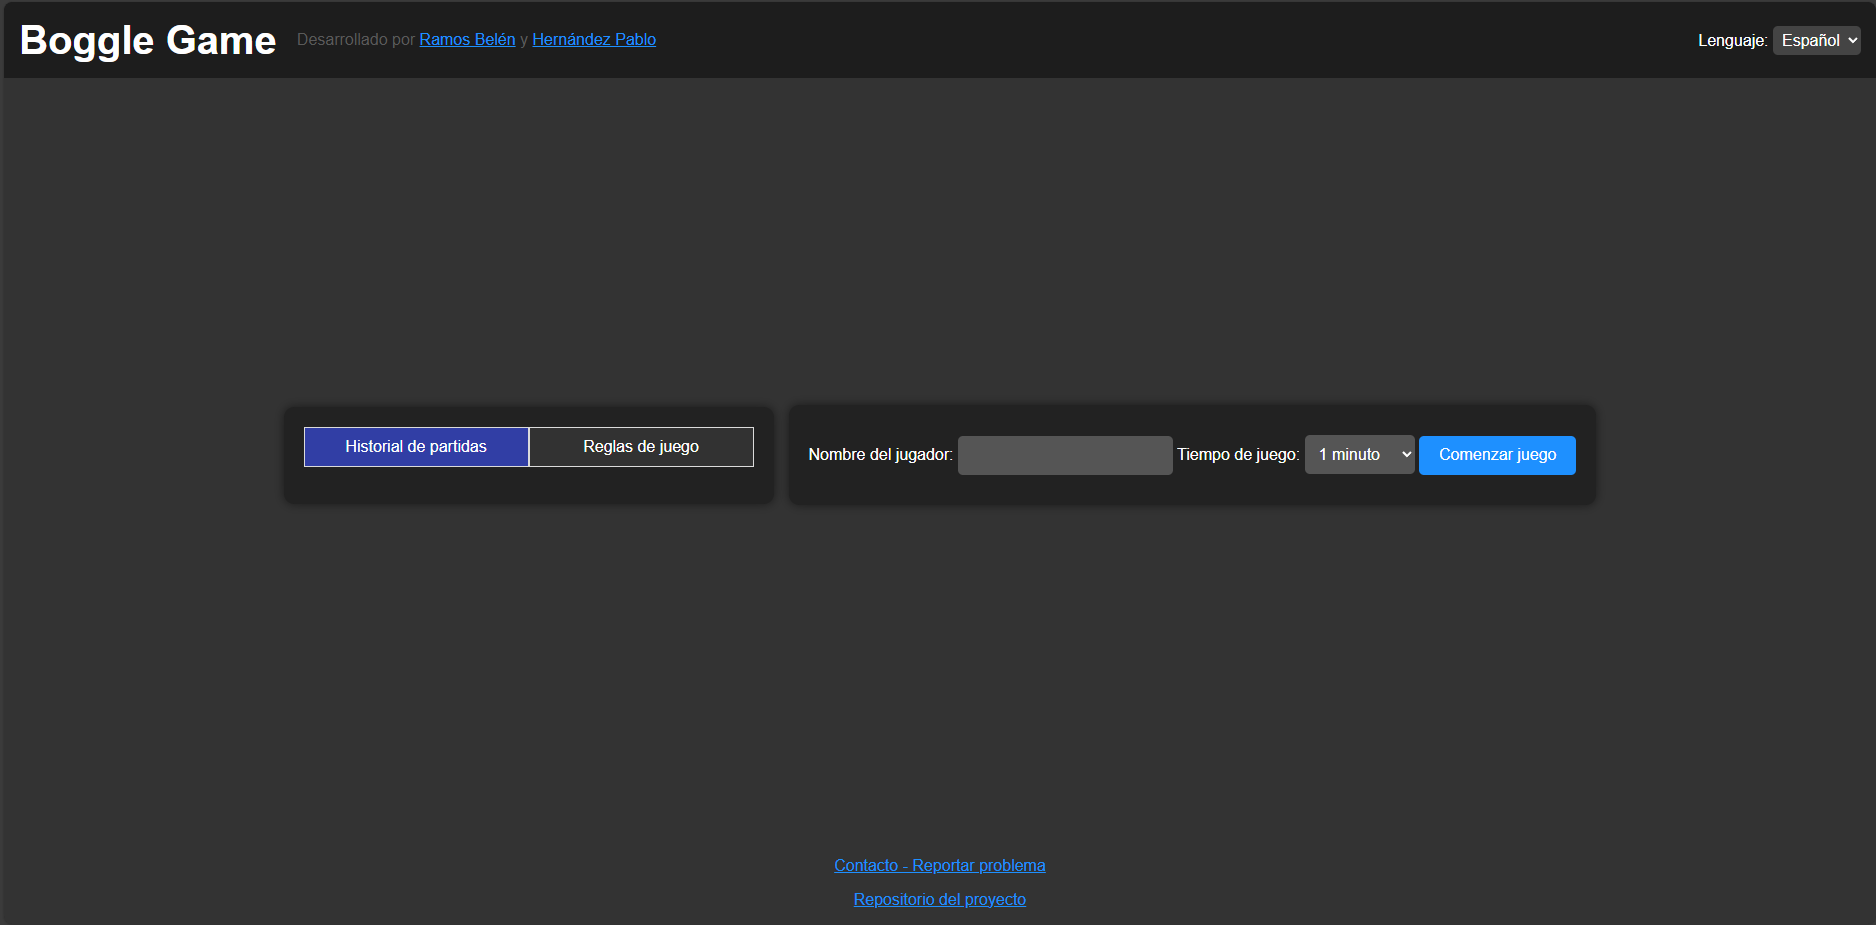 Boggle Game
Desarrollado por Ramos Belén y Hernández Pablo
Lenguaje: Español
Historial de partidas
Reglas de juego
Nombre del jugador:
Tiempo de juego: 1 minuto
Comenzar juego
Contacto - Reportar problema
Repositorio del proyecto